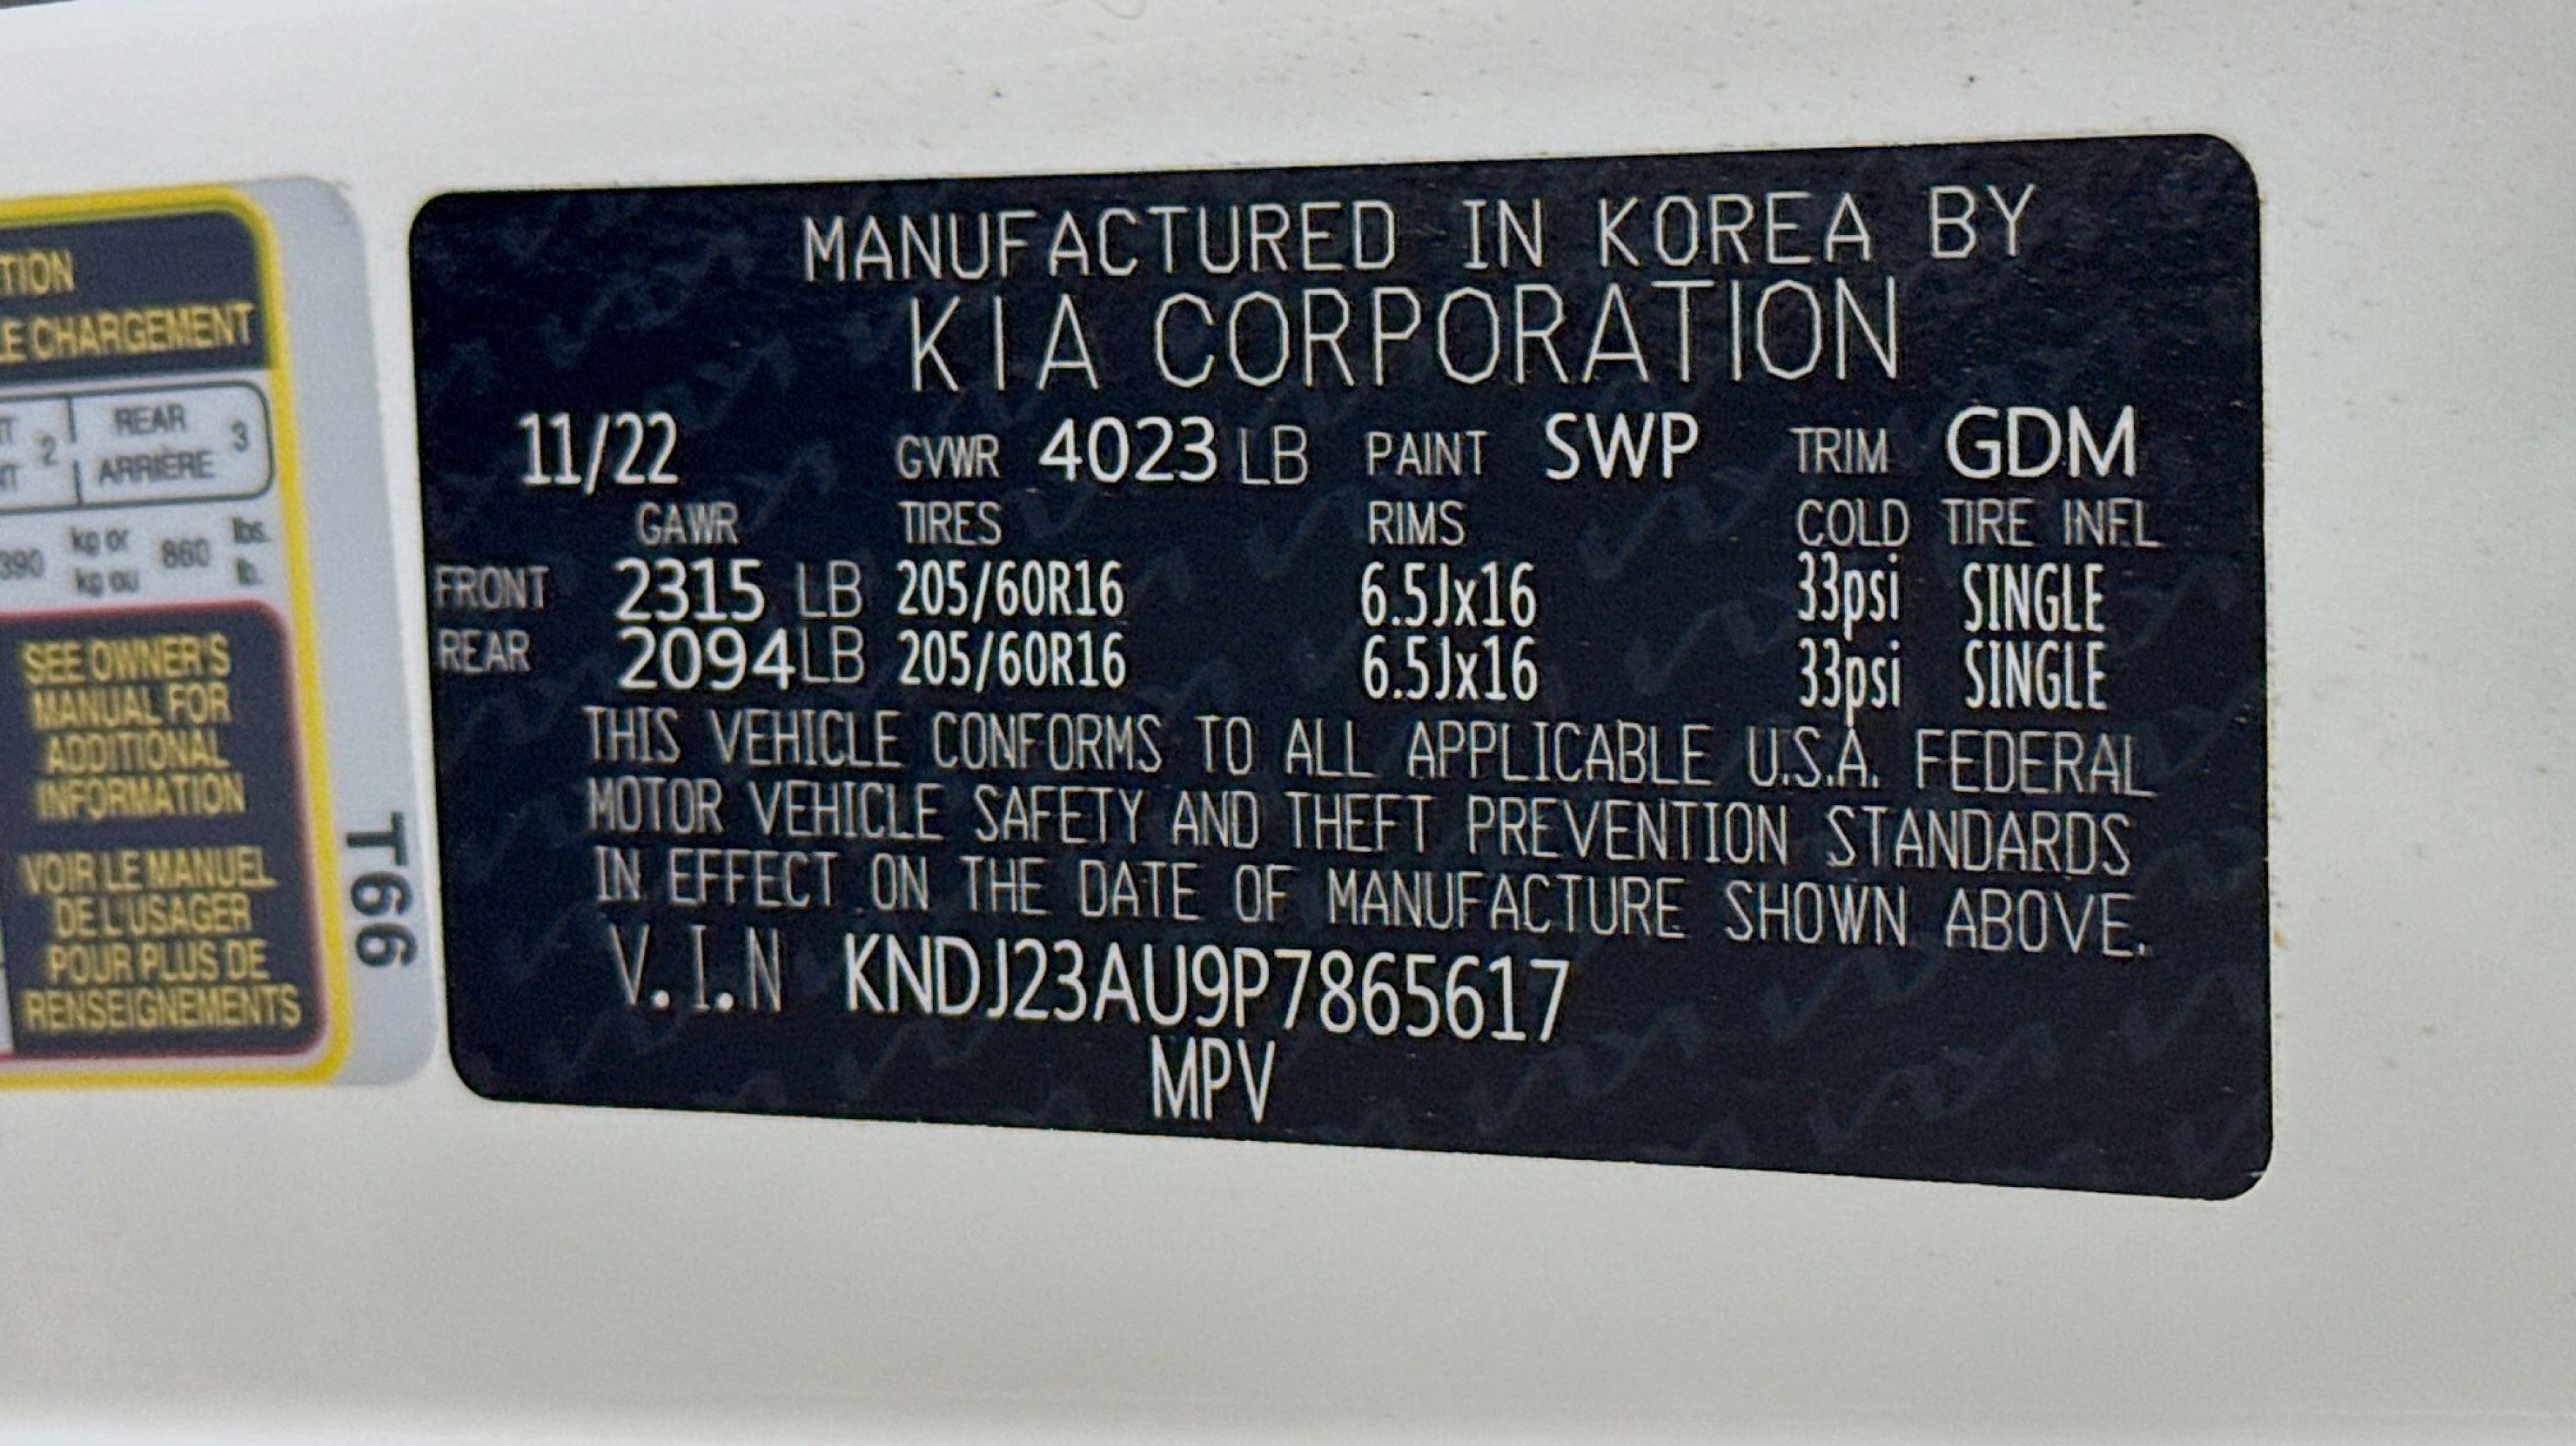 TION
LE CHARGEMENT
2 REAR 3
ARRIÈRE
390 kg or 860 lbs.
kg ou lb.
SEE OWNER'S
MANUAL FOR
ADDITIONAL
INFORMATION
VOIR LE MANUEL
DE L'USAGER
POUR PLUS DE
RENSEIGNEMENTS
T66
MANUFACTURED IN KOREA BY
KIA CORPORATION
11/22 GVWR 4023 LB PAINT SWP TRIM GDM
GAWR TIRES RIMS COLD TIRE INFL
FRONT 2315 LB 205/60R16 6.5Jx16 33psi SINGLE
REAR 2094LB 205/60R16 6.5Jx16 33psi SINGLE
THIS VEHICLE CONFORMS TO ALL APPLICABLE U.S.A. FEDERAL
MOTOR VEHICLE SAFETY AND THEFT PREVENTION STANDARDS
IN EFFECT ON THE DATE OF MANUFACTURE SHOWN ABOVE.
V.I.N KNDJ23AU9P7865617
MPV